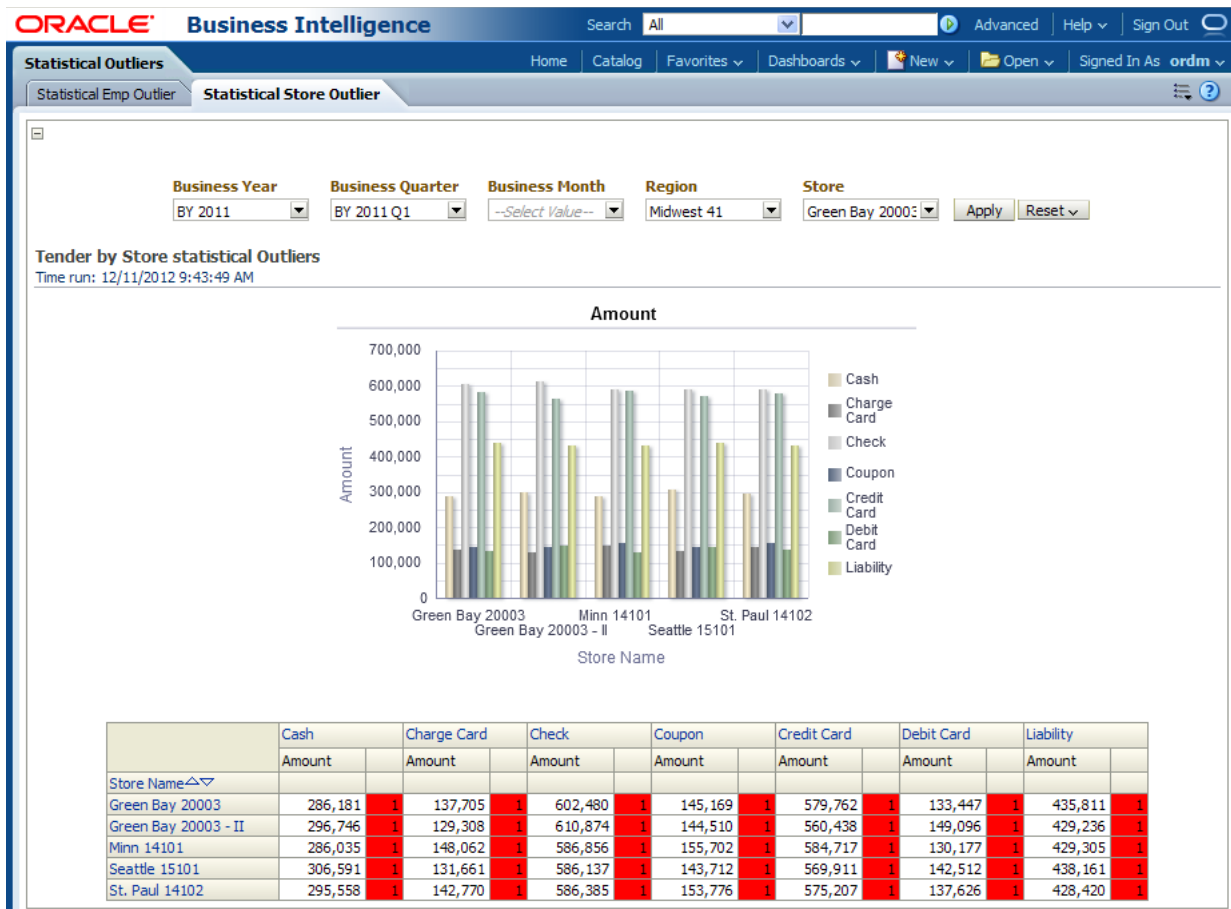 ORACLE Business Intelligence Search All Advanced Help Sign Out
Statistical Outliers Home Catalog Favorites Dashboards New Open Signed In As ordm
Statistical Emp Outlier Statistical Store Outlier
Business Year Business Quarter Business Month Region Store
BY 2011 BY 2011 Q1 --Select Value-- Midwest 41 Green Bay 20003 Apply Reset
Tender by Store statistical Outliers
Time run: 12/11/2012 9:43:49 AM
Amount
700,000
600,000
500,000
400,000
300,000
200,000
100,000
0
Amount
Cash
Charge
Card
Check
Coupon
Credit
Card
Debit
Card
Liability
Green Bay 20003 Minn 14101 St. Paul 14102
Green Bay 20003 - II Seattle 15101
Store Name
Cash Charge Card Check Coupon Credit Card Debit Card Liability
Amount Amount Amount Amount Amount Amount Amount
Store Name
Green Bay 20003 286,181 1 137,705 1 602,480 1 145,169 1 579,762 1 133,447 1 435,811 1
Green Bay 20003 - II 296,746 1 129,308 1 610,874 1 144,510 1 560,438 1 149,096 1 429,236 1
Minn 14101 286,035 1 148,062 1 586,856 1 155,702 1 584,717 1 130,177 1 429,305 1
Seattle 15101 306,591 1 131,661 1 586,137 1 143,712 1 569,911 1 142,512 1 438,161 1
St. Paul 14102 295,558 1 142,770 1 586,385 1 153,776 1 575,207 1 137,626 1 428,420 1